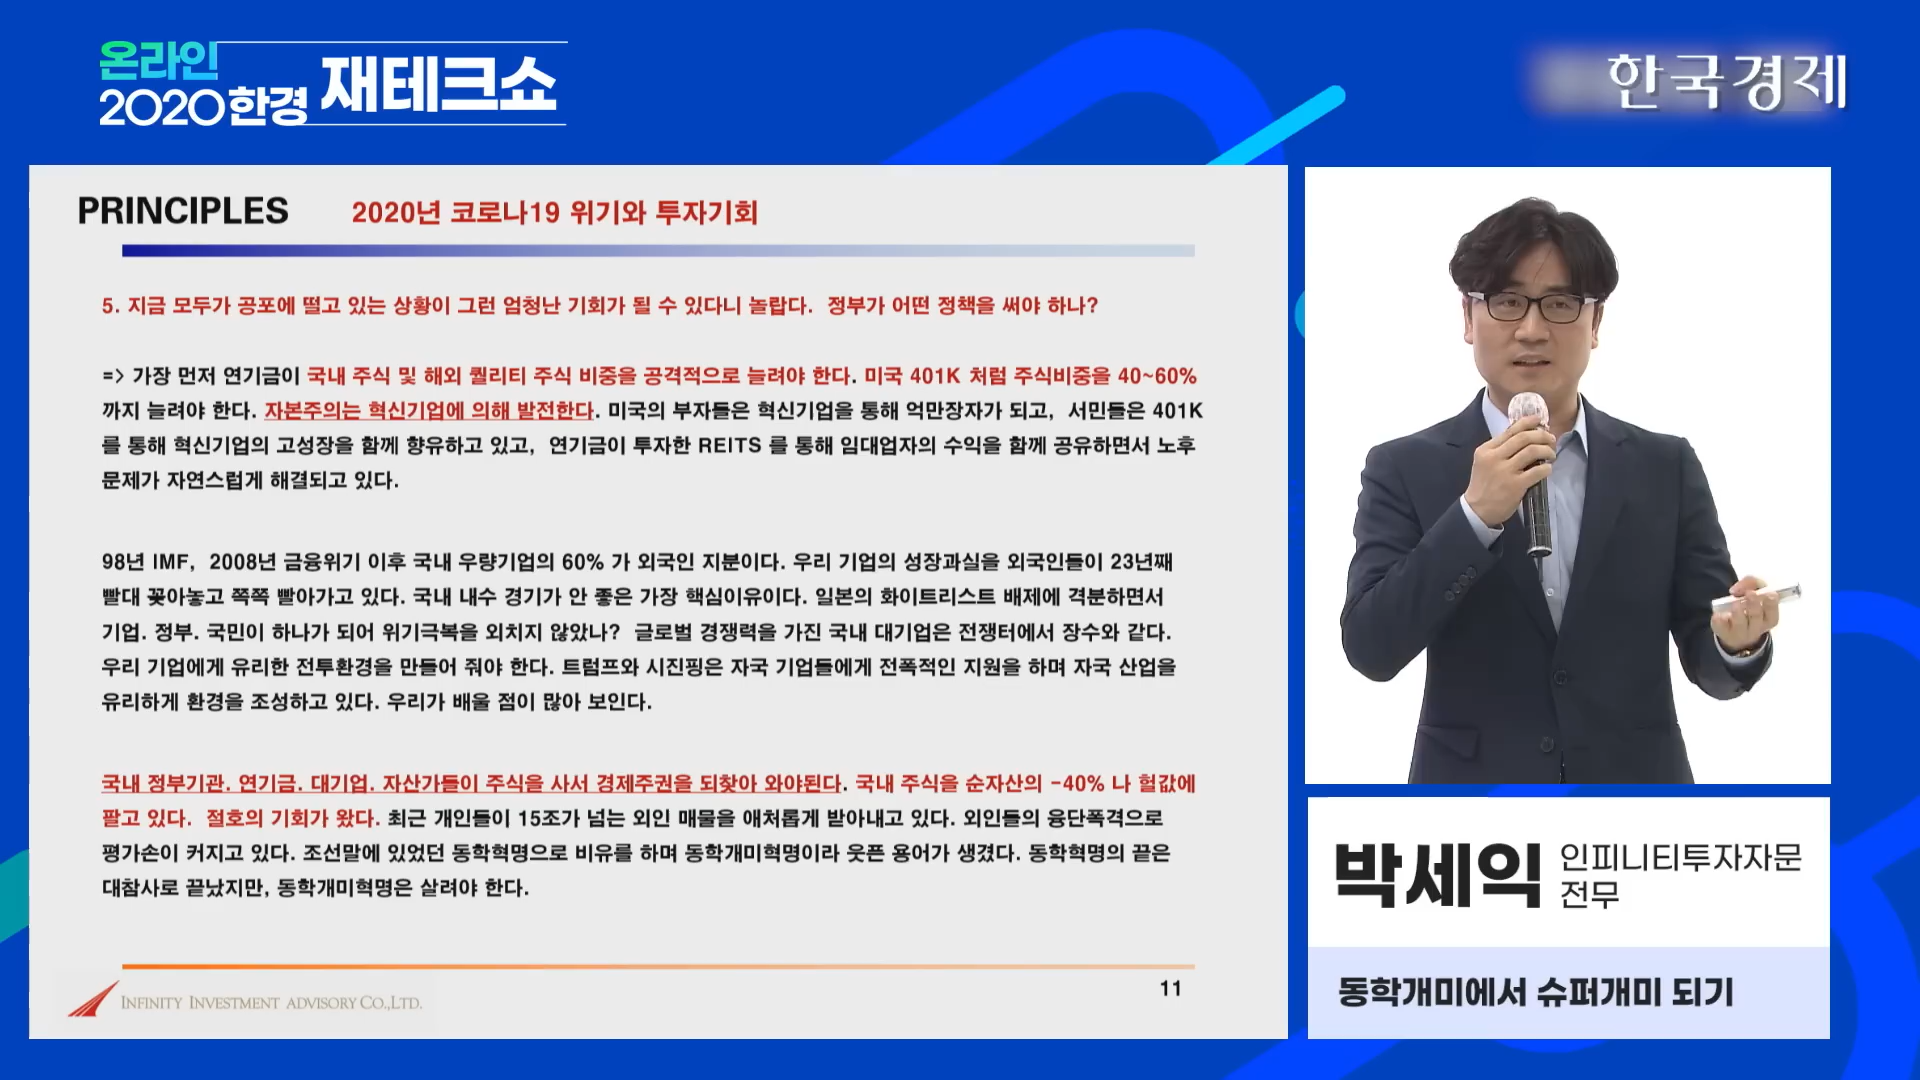 온라인
2020 한경 재테크쇼
한국경제
PRINCIPLES 2020년 코로나19 위기와 투자기회
5. 지금 모두가 공포에 떨고 있는 상황이 그런 엄청난 기회가 될 수 있다니 놀랍다. 정부가 어떤 정책을 써야 하나?
=> 가장 먼저 연기금이 국내 주식 및 해외 퀄리티 주식 비중을 공격적으로 늘려야 한다. 미국 401K 처럼 주식비중을 40~60%
까지 늘려야 한다. 자본주의는 혁신기업에 의해 발전한다. 미국의 부자들은 혁신기업을 통해 억만장자가 되고, 서민들은 401K
를 통해 혁신기업의 고성장을 함께 향유하고 있고, 연기금이 투자한 REITS 를 통해 임대업자의 수익을 함께 공유하면서 노후
문제가 자연스럽게 해결되고 있다.
98년 IMF, 2008년 금융위기 이후 국내 우량기업의 60% 가 외국인 지분이다. 우리 기업의 성장과실을 외국인들이 23년째
빨대 꽂아놓고 쪽쪽 빨아가고 있다. 국내 내수 경기가 안 좋은 가장 핵심이유이다. 일본의 화이트리스트 배제에 격분하면서
기업. 정부. 국민이 하나가 되어 위기극복을 외치지 않았나? 글로벌 경쟁력을 가진 국내 대기업은 전쟁터에서 장수와 같다.
우리 기업에게 유리한 전투환경을 만들어 줘야 한다. 트럼프와 시진핑은 자국 기업들에게 전폭적인 지원을 하며 자국 산업을
유리하게 환경을 조성하고 있다. 우리가 배울 점이 많아 보인다.
국내 정부기관. 연기금. 대기업. 자산가들이 주식을 사서 경제주권을 되찾아 와야된다. 국내 주식을 순자산의 -40% 나 헐값에
팔고 있다. 절호의 기회가 왔다. 최근 개인들이 15조가 넘는 외인 매물을 애처롭게 받아내고 있다. 외인들의 융단폭격으로
평가손이 커지고 있다. 조선말에 있었던 동학혁명으로 비유를 하며 동학개미혁명이라 웃픈 용어가 생겼다. 동학혁명의 끝은
대참사로 끝났지만, 동학개미혁명은 살려야 한다.
INFINITY INVESTMENT ADVISORY CO.,LTD.
11
박세익 인피니티투자자문
전무
동학개미에서 슈퍼개미 되기